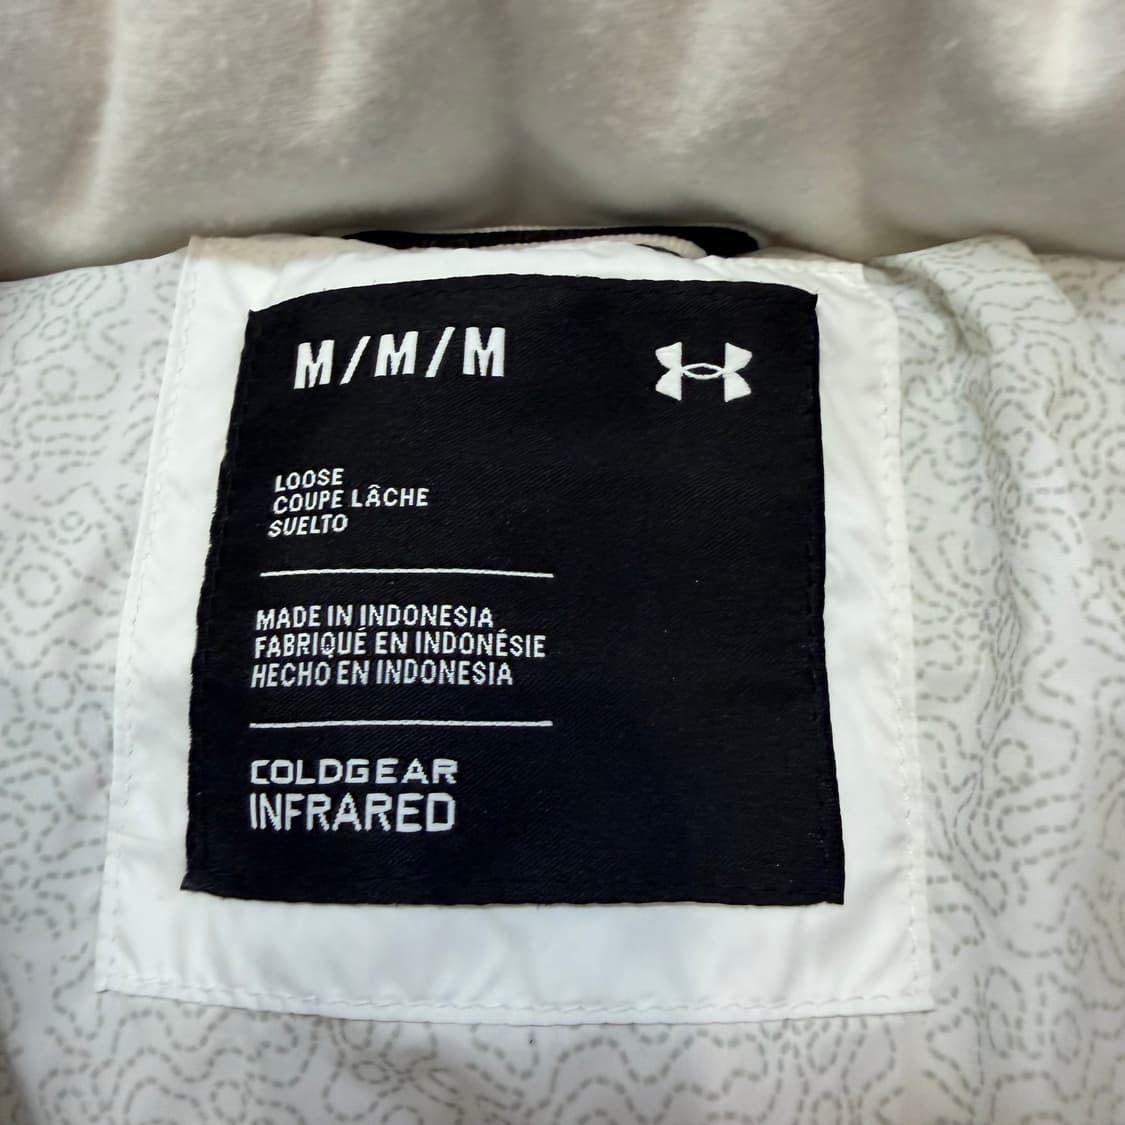 M/M/M
LOOSE
COUPE LÂCHE
SUELTO
MADE IN INDONESIA
FABRIQUÉ EN INDONÉSIE
HECHO EN INDONESIA
COLDGEAR
INFRARED